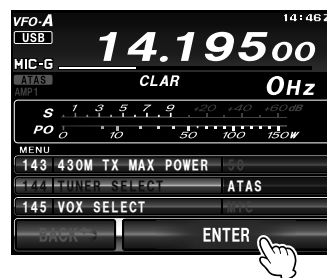 VFO-A
14:46
USB
14.19500
MIC-G
ATAS
AMP1
CLAR
0Hz
S 1 3 5 7 9 +20 +40 +60dB
PO 0 10 50 100 150W
MENU
143 430M TX MAX POWER 50
144 TUNER SELECT ATAS
145 VOX SELECT MIC
BACK ENTER